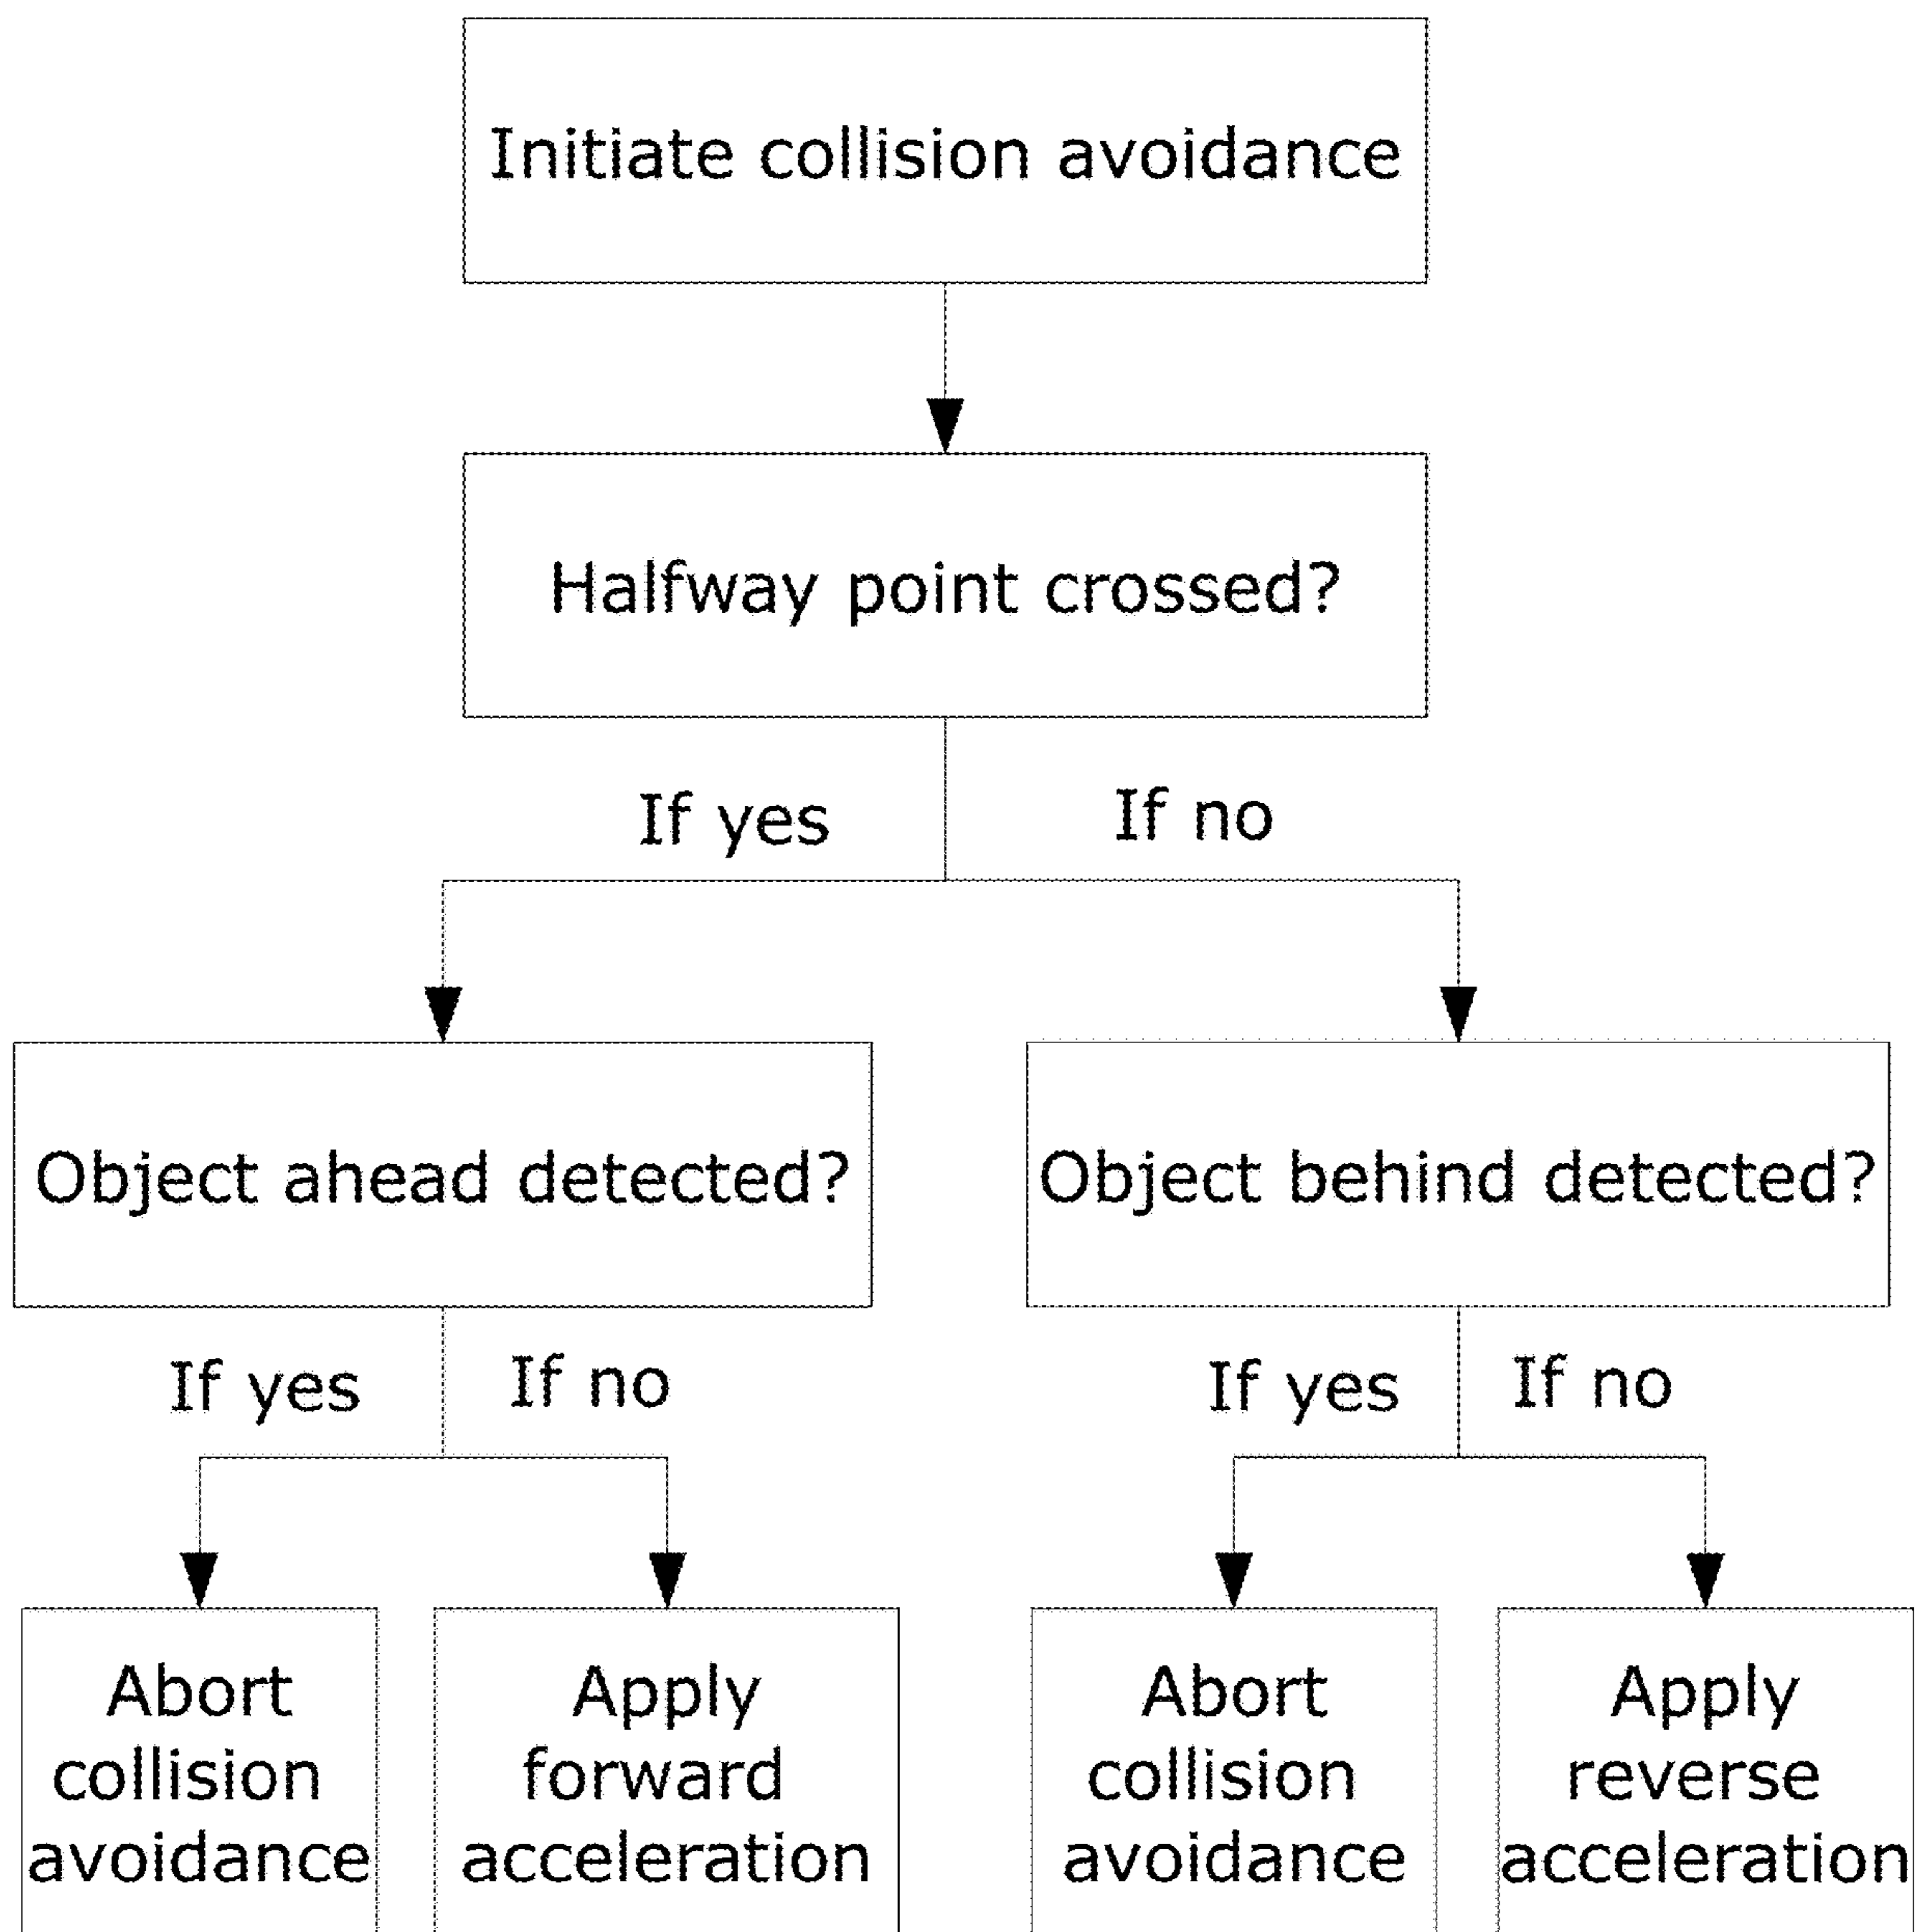 Initiate collision avoidance
Halfway point crossed?
If yes
If no
Object ahead detected?
Object behind detected?
If yes
If no
If yes
If no
Abort
collision
avoidance
Apply
forward
acceleration
Abort
collision
avoidance
Apply
reverse
acceleration